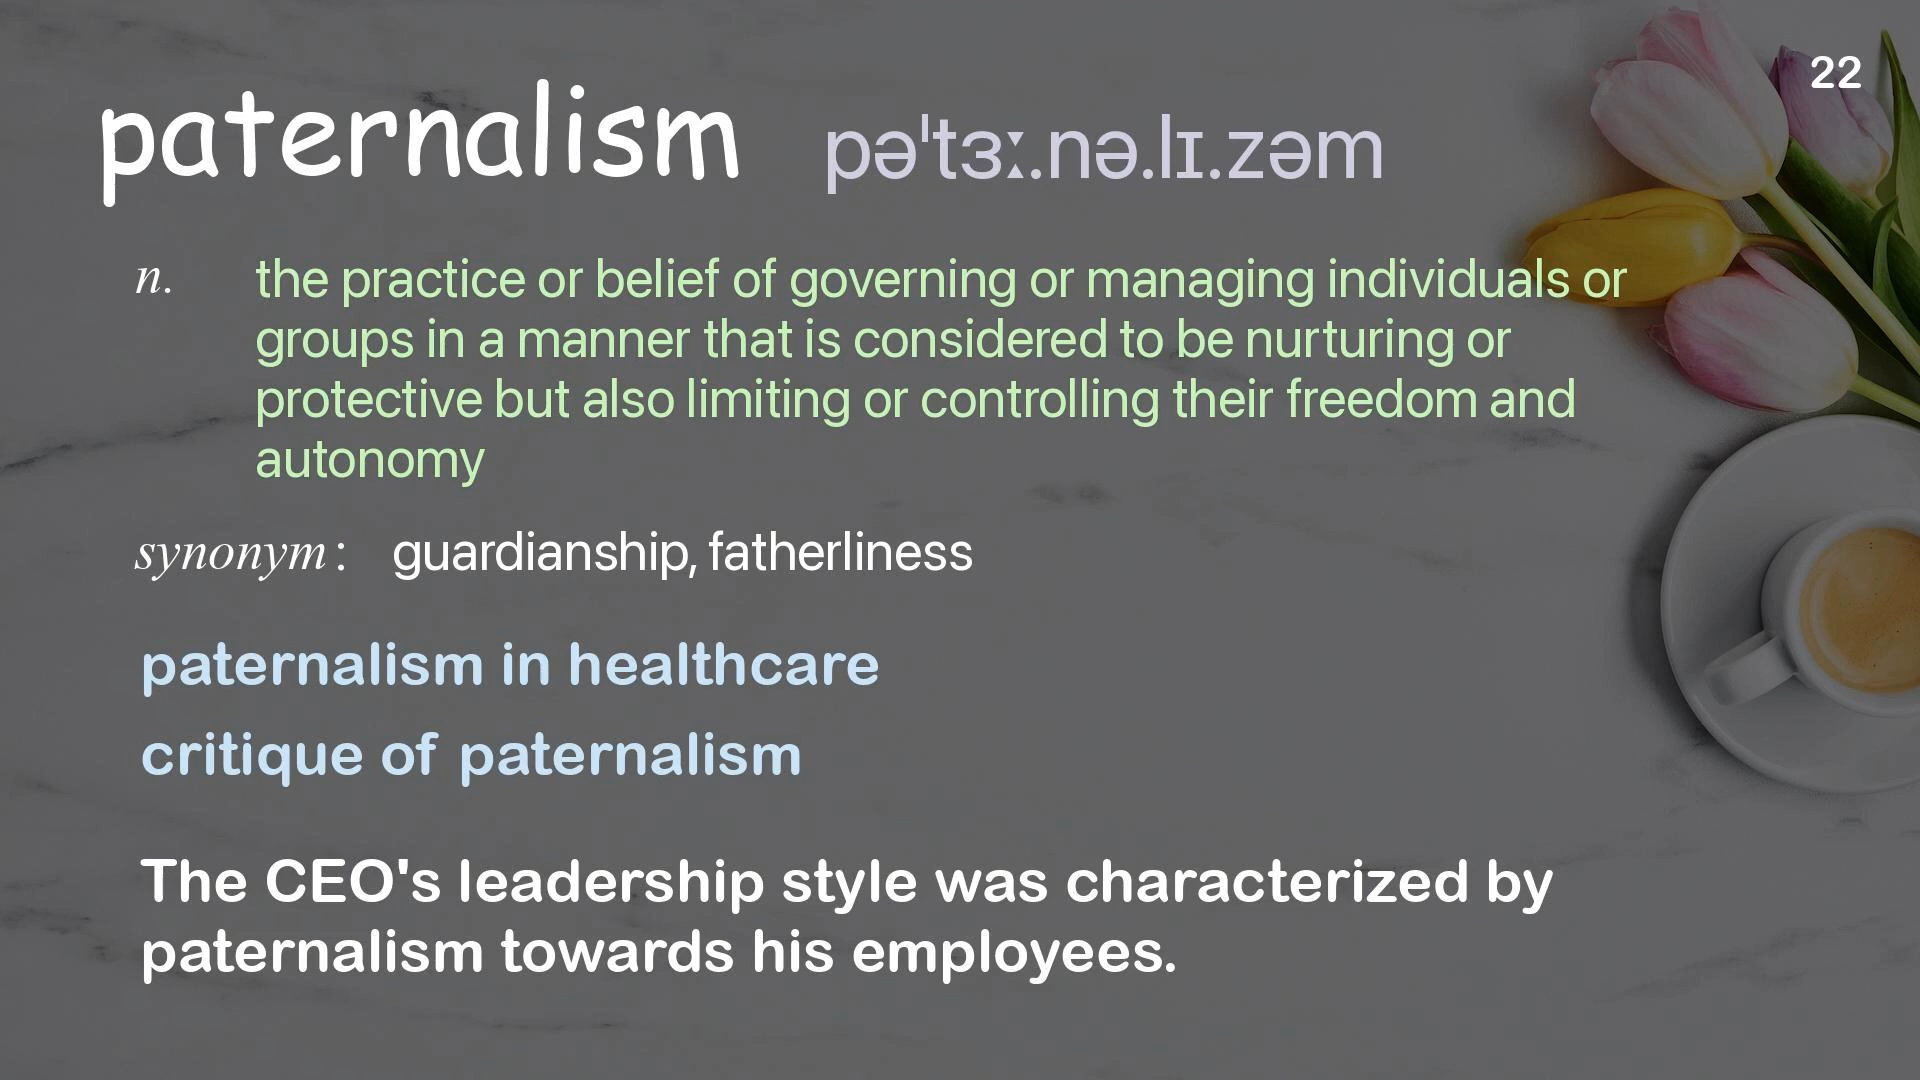 22
paternalism pə'tɜː.nə.lɪ.zəm
n. the practice or belief of governing or managing individuals or
groups in a manner that is considered to be nurturing or
protective but also limiting or controlling their freedom and
autonomy
synonym: guardianship, fatherliness
paternalism in healthcare
critique of paternalism
The CEO's leadership style was characterized by
paternalism towards his employees.